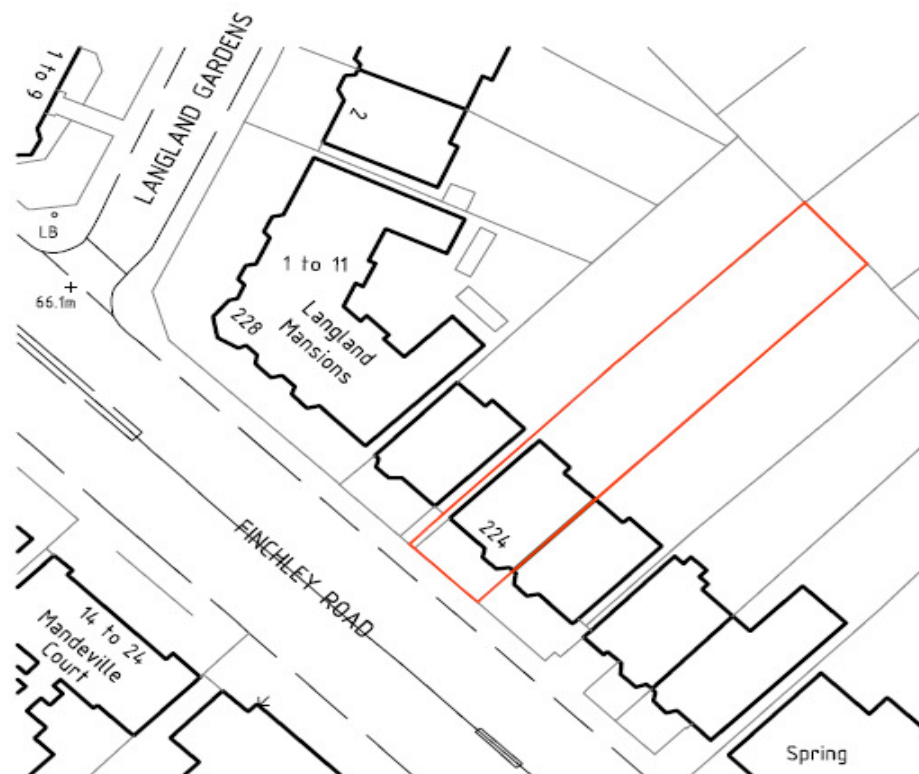 1 to 9
LANGLAND GARDENS
2
LB
66.1m
1 to 11
Langland
Mansions
228
224
FINCHLEY ROAD
14 to 24
Mandeville
Court
Spring